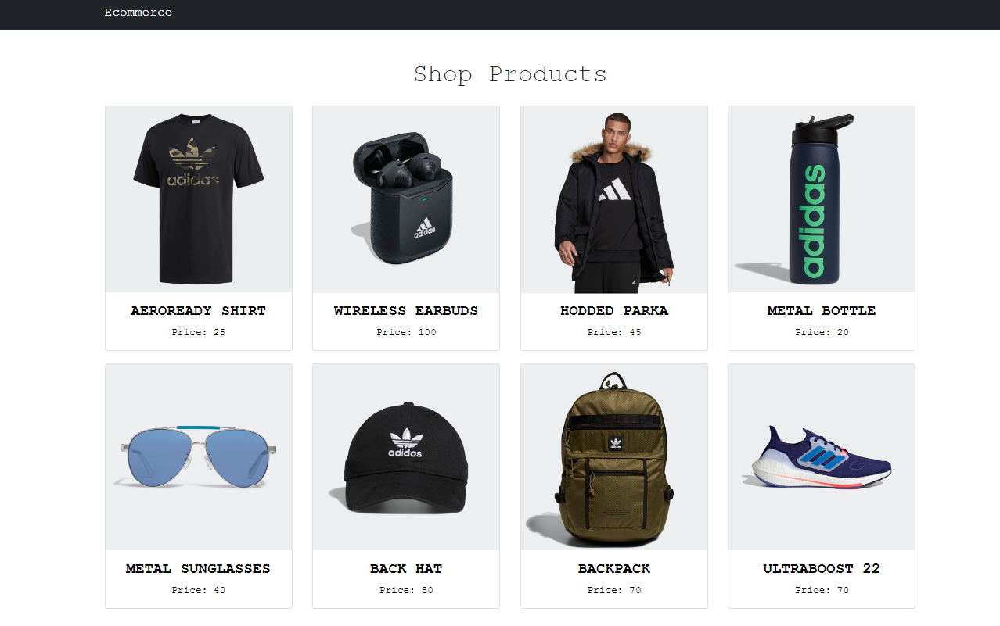 Ecommerce
Shop Products
adidas
adidas
adidas
AEROREADY SHIRT
WIRELESS EARBUDS
HODDED PARKA
METAL BOTTLE
Price: 25
Price: 100
Price: 45
Price: 20
adidas
METAL SUNGLASSES
BACK HAT
BACKPACK
ULTRABOOST 22
Price: 40
Price: 50
Price: 70
Price: 70